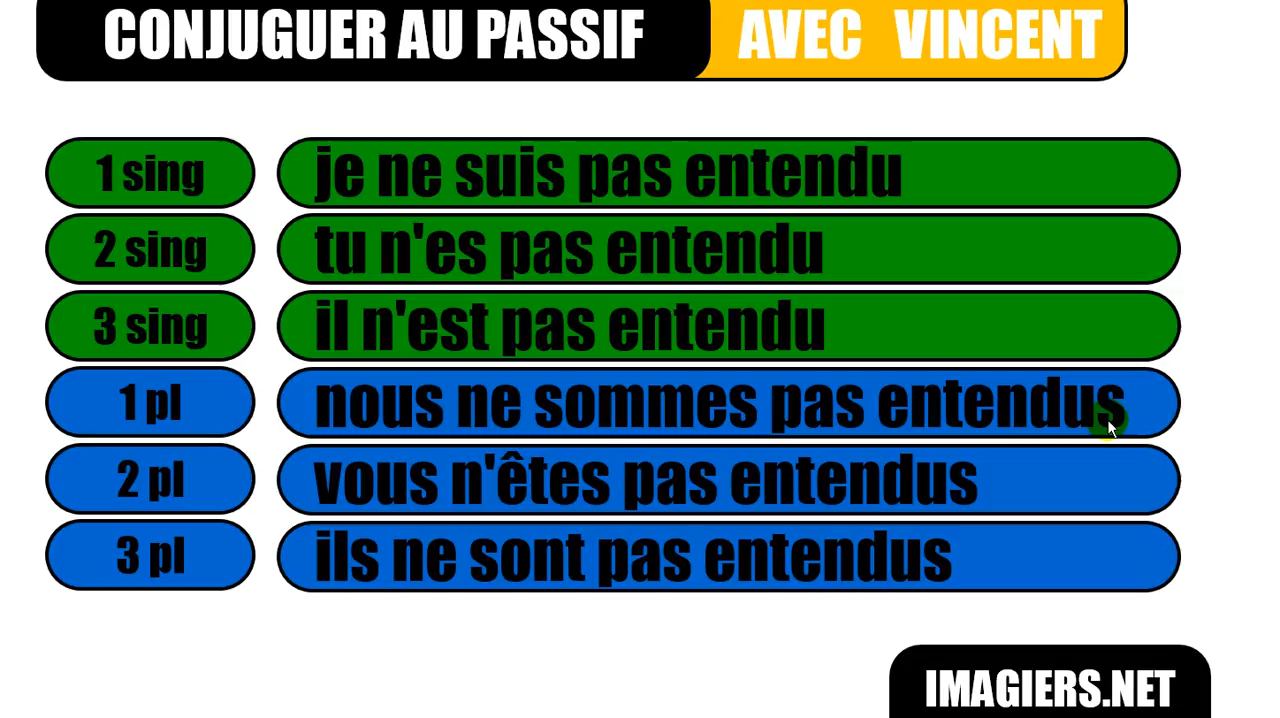 CONJUGUER AU PASSIF AVEC VINCENT
1 sing je ne suis pas entendu
2 sing tu n'es pas entendu
3 sing il n'est pas entendu
1 pl nous ne sommes pas entendus
2 pl vous n'êtes pas entendus
3 pl ils ne sont pas entendus
IMAGIERS.NET